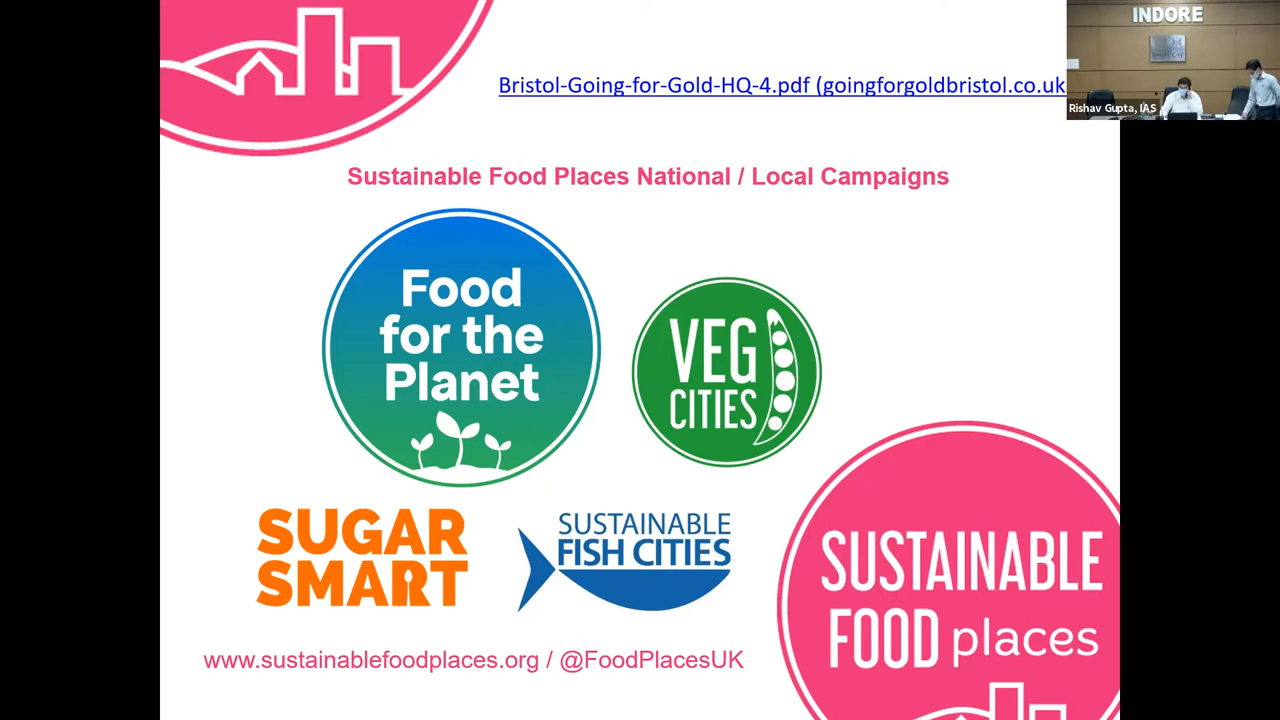 INDORE
Smart City
Rishav Gupta, IAS
Bristol-Going-for-Gold-HQ-4.pdf (goingforgoldbristol.co.uk
Sustainable Food Places National / Local Campaigns
Food
for the
Planet
VEG
CITIES
SUGAR
SMART
SUSTAINABLE
FISH CITIES
SUSTAINABLE
FOOD places
www.sustainablefoodplaces.org / @FoodPlacesUK